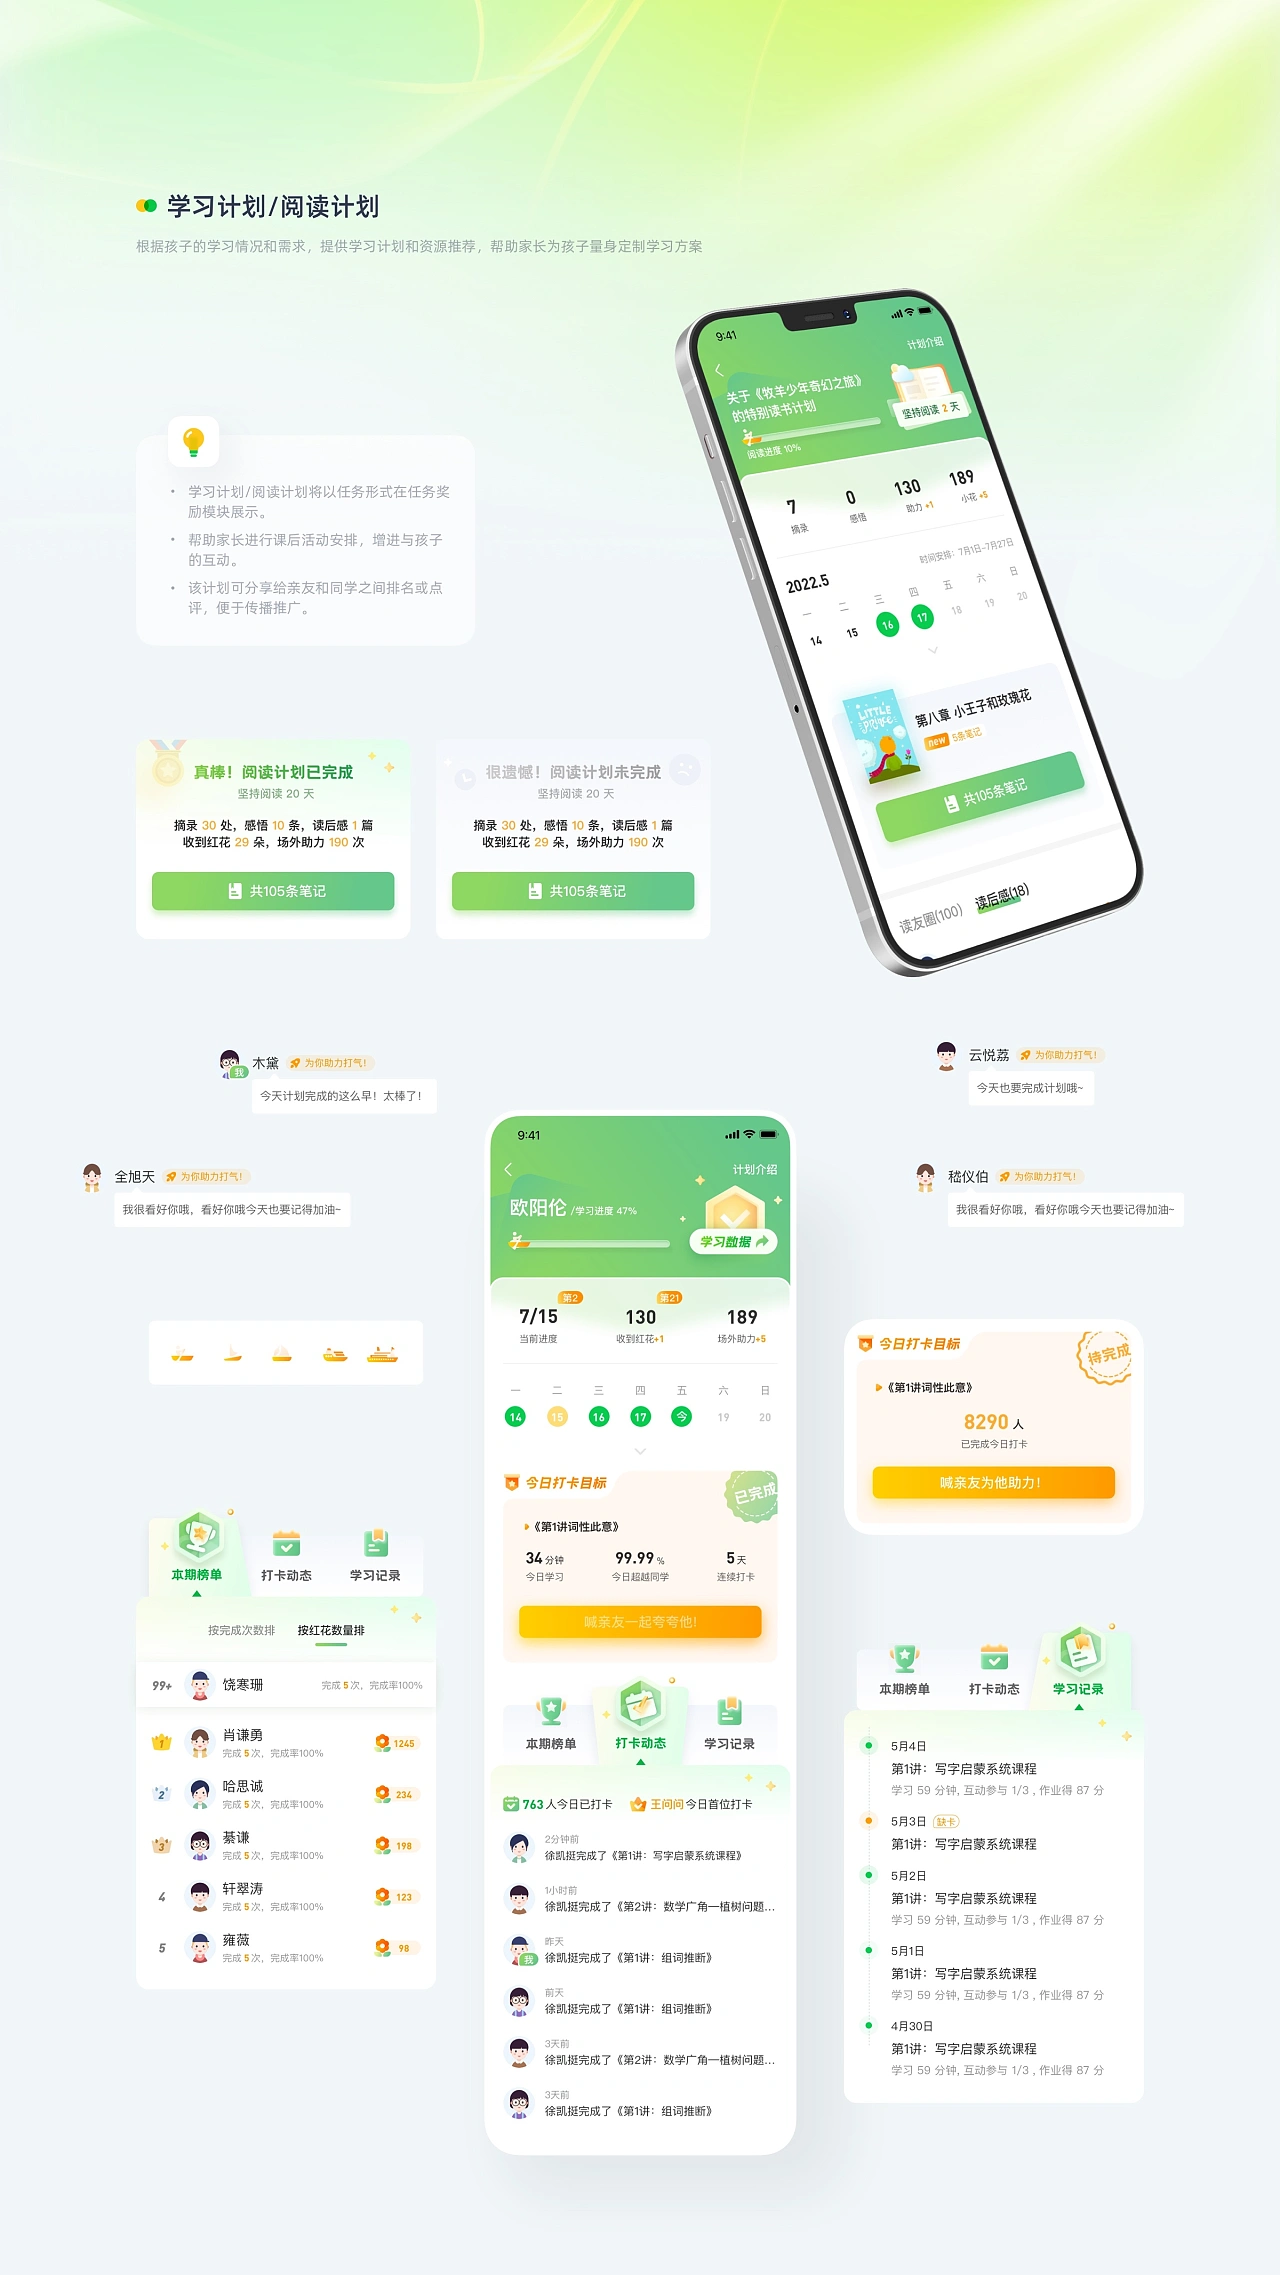 学习计划/阅读计划
根据孩子的学习情况和需求，提供学习计划和资源推荐，帮助家长为孩子量身定制学习方案
• 学习计划/阅读计划将以任务形式在任务奖
励模块展示。
• 帮助家长进行课后活动安排，增进与孩子
的互动。
• 该计划可分享给亲友和同学之间排名或点
评，便于传播推广。
9:41
计划介绍
关于《牧羊少年奇幻之旅》
的特别读书计划
坚持阅读 2 天
阅读进度 10%
7 0 130 189
摘录 感悟 助力 +1 小花 +5
2022.5 时间安排：7月1日-7月27日
一 二 三 四 五 六 日
14 15 16 17 18 19 20
LITTLE
PRINCE
第八章 小王子和玫瑰花
new 5条笔记
共105条笔记
读友圈(100) 读后感(18)
真棒！阅读计划已完成
坚持阅读 20 天
摘录 30 处，感悟 10 条，读后感 1 篇
收到红花 29 朵，场外助力 190 次
共105条笔记
很遗憾！阅读计划未完成
坚持阅读 20 天
摘录 30 处，感悟 10 条，读后感 1 篇
收到红花 29 朵，场外助力 190 次
共105条笔记
我 木黛 为你助力打气！
今天计划完成的这么早！太棒了！
云悦荔 为你助力打气！
今天也要完成计划哦~
全旭天 为你助力打气！
我很看好你哦，看好你哦今天也要记得加油~
嵇仪伯 为你助力打气！
我很看好你哦，看好你哦今天也要记得加油~
9:41
计划介绍
欧阳伦 /学习进度 47%
学习数据
第2 第21
7/15 130 189
当前进度 收到红花+1 场外助力+5
一 二 三 四 五 六 日
14 15 16 17 今 19 20
今日打卡目标
已完成
《第1讲词性此意》
34 分钟 99.99 % 5 天
今日学习 今日超越同学 连续打卡
喊亲友一起夸夸他!
本期榜单 打卡动态 学习记录
763 人今日已打卡 王问问 今日首位打卡
2分钟前
徐凯挺完成了《第1讲：写字启蒙系统课程》
1小时前
徐凯挺完成了《第2讲：数学广角—植树问题...
昨天
我 徐凯挺完成了《第1讲：组词推断》
前天
徐凯挺完成了《第1讲：组词推断》
3天前
徐凯挺完成了《第2讲：数学广角—植树问题...
3天前
徐凯挺完成了《第1讲：组词推断》
今日打卡目标
待完成
《第1讲词性此意》
8290 人
已完成今日打卡
喊亲友为他助力！
本期榜单 打卡动态 学习记录
按完成次数排 按红花数量排
99+ 饶寒珊 完成 5 次，完成率100%
1 肖谦勇
完成 5 次，完成率100% 1245
2 哈思诚
完成 5 次，完成率100% 234
3 綦谦
完成 5 次，完成率100% 198
4 轩翠涛
完成 5 次，完成率100% 123
5 雍薇
完成 5 次，完成率100% 98
本期榜单 打卡动态 学习记录
5月4日
第1讲：写字启蒙系统课程
学习 59 分钟, 互动参与 1/3 , 作业得 87 分
5月3日 缺卡
第1讲：写字启蒙系统课程
5月2日
第1讲：写字启蒙系统课程
学习 59 分钟, 互动参与 1/3 , 作业得 87 分
5月1日
第1讲：写字启蒙系统课程
学习 59 分钟, 互动参与 1/3 , 作业得 87 分
4月30日
第1讲：写字启蒙系统课程
学习 59 分钟, 互动参与 1/3 , 作业得 87 分